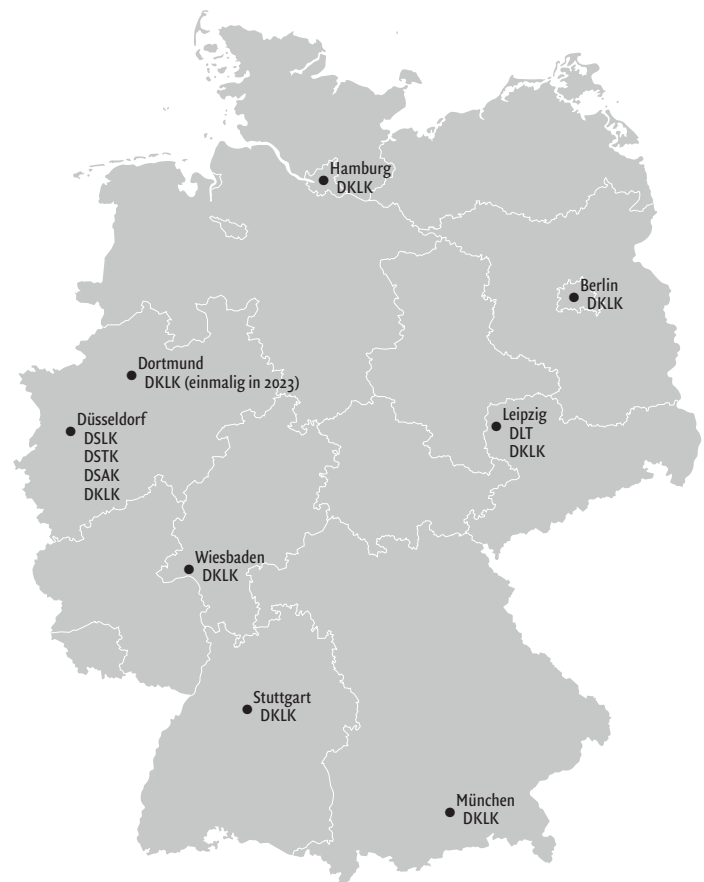 Hamburg
DKLK
Berlin
DKLK
Dortmund
DKLK (einmalig in 2023)
Düsseldorf
DSLK
DSTK
DSAK
DKLK
Leipzig
DLT
DKLK
Wiesbaden
DKLK
Stuttgart
DKLK
München
DKLK